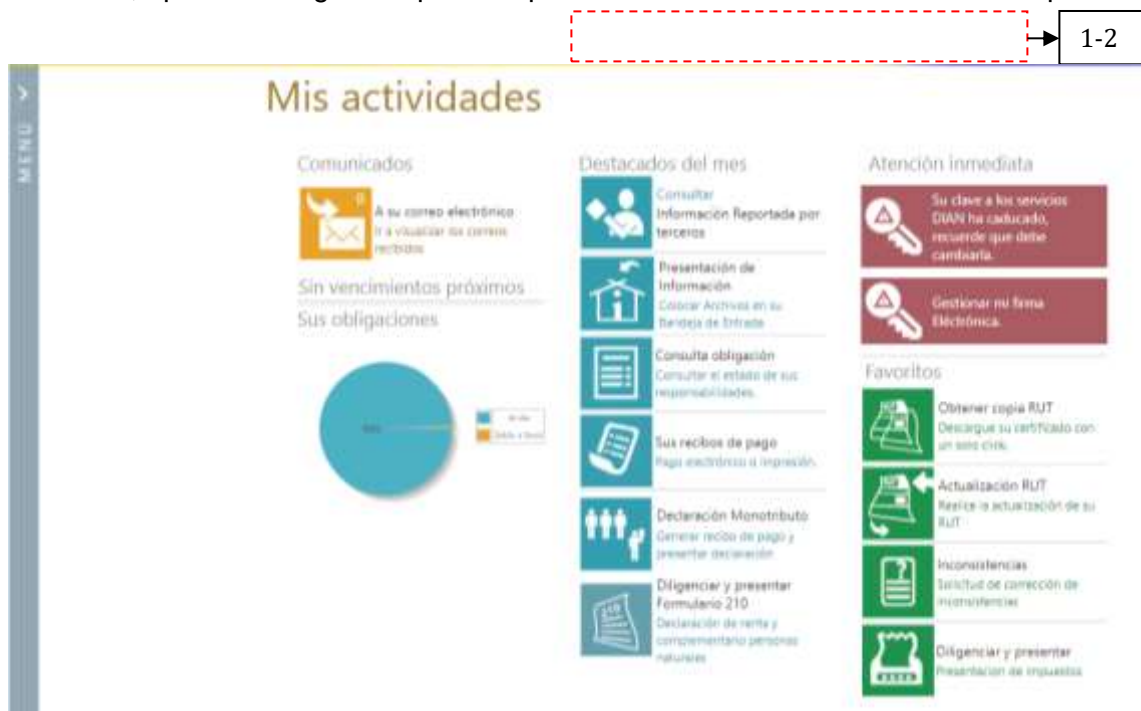 1-2
MENÚ
Mis actividades
Comunicados
A su correo electrónico
Ir a visualizar los correos
recibidos
Sin vencimientos próximos
Sus obligaciones
Destacados del mes
Consultar
Información Reportada por
terceros
Presentación de
Información
Colocar Archivos en su
Bandeja de Entrada
Consulta obligación
Consultar el estado de sus
responsabilidades.
Sus recibos de pago
Pago electrónico o impresión.
Declaración Monotributo
Generar recibo de pago y
presentar declaración
210
Diligenciar y presentar
Formulario 210
Declaración de renta y
complementario personas
naturales
Atención inmediata
Su clave a los servicios
DIAN ha caducado,
recuerde que debe
cambiarla.
Gestionar mi firma
Electrónica.
Favoritos
Obtener copia RUT
Descargue su certificado con
un solo click.
Actualización RUT
Realice la actualización de su
RUT
Inconsistencias
Solicitud de corrección de
inconsistencias
Diligenciar y presentar
Presentación de impuestos